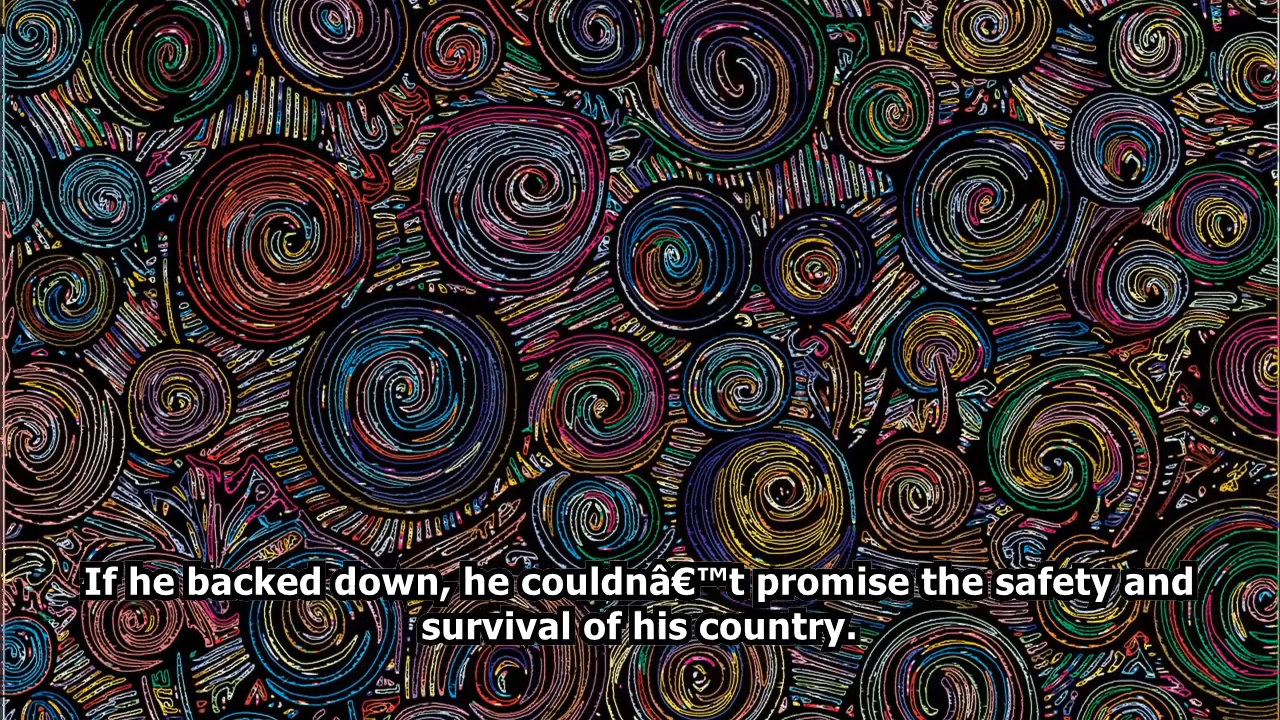 If he backed down, he couldnâ€™t promise the safety and
survival of his country.